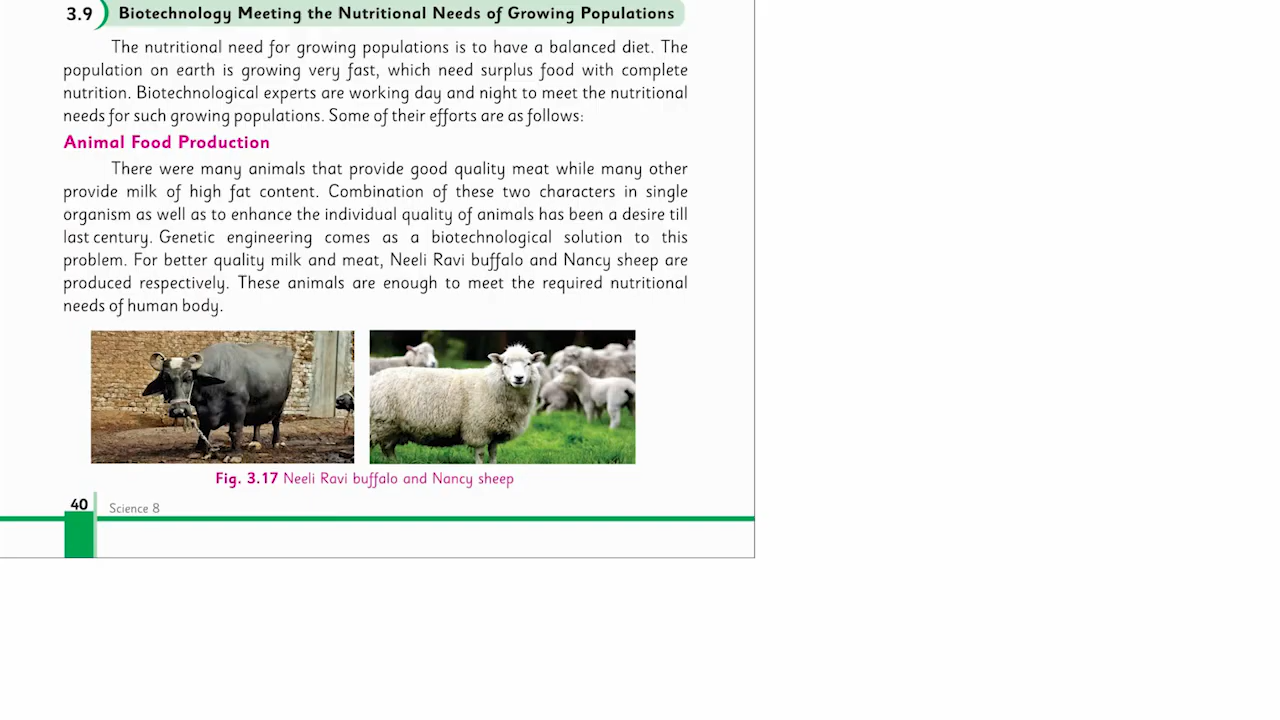 3.9 Biotechnology Meeting the Nutritional Needs of Growing Populations
The nutritional need for growing populations is to have a balanced diet. The
population on earth is growing very fast, which need surplus food with complete
nutrition. Biotechnological experts are working day and night to meet the nutritional
needs for such growing populations. Some of their efforts are as follows:
Animal Food Production
There were many animals that provide good quality meat while many other
provide milk of high fat content. Combination of these two characters in single
organism as well as to enhance the individual quality of animals has been a desire till
last century. Genetic engineering comes as a biotechnological solution to this
problem. For better quality milk and meat, Neeli Ravi buffalo and Nancy sheep are
produced respectively. These animals are enough to meet the required nutritional
needs of human body.
Fig. 3.17 Neeli Ravi buffalo and Nancy sheep
40 Science 8